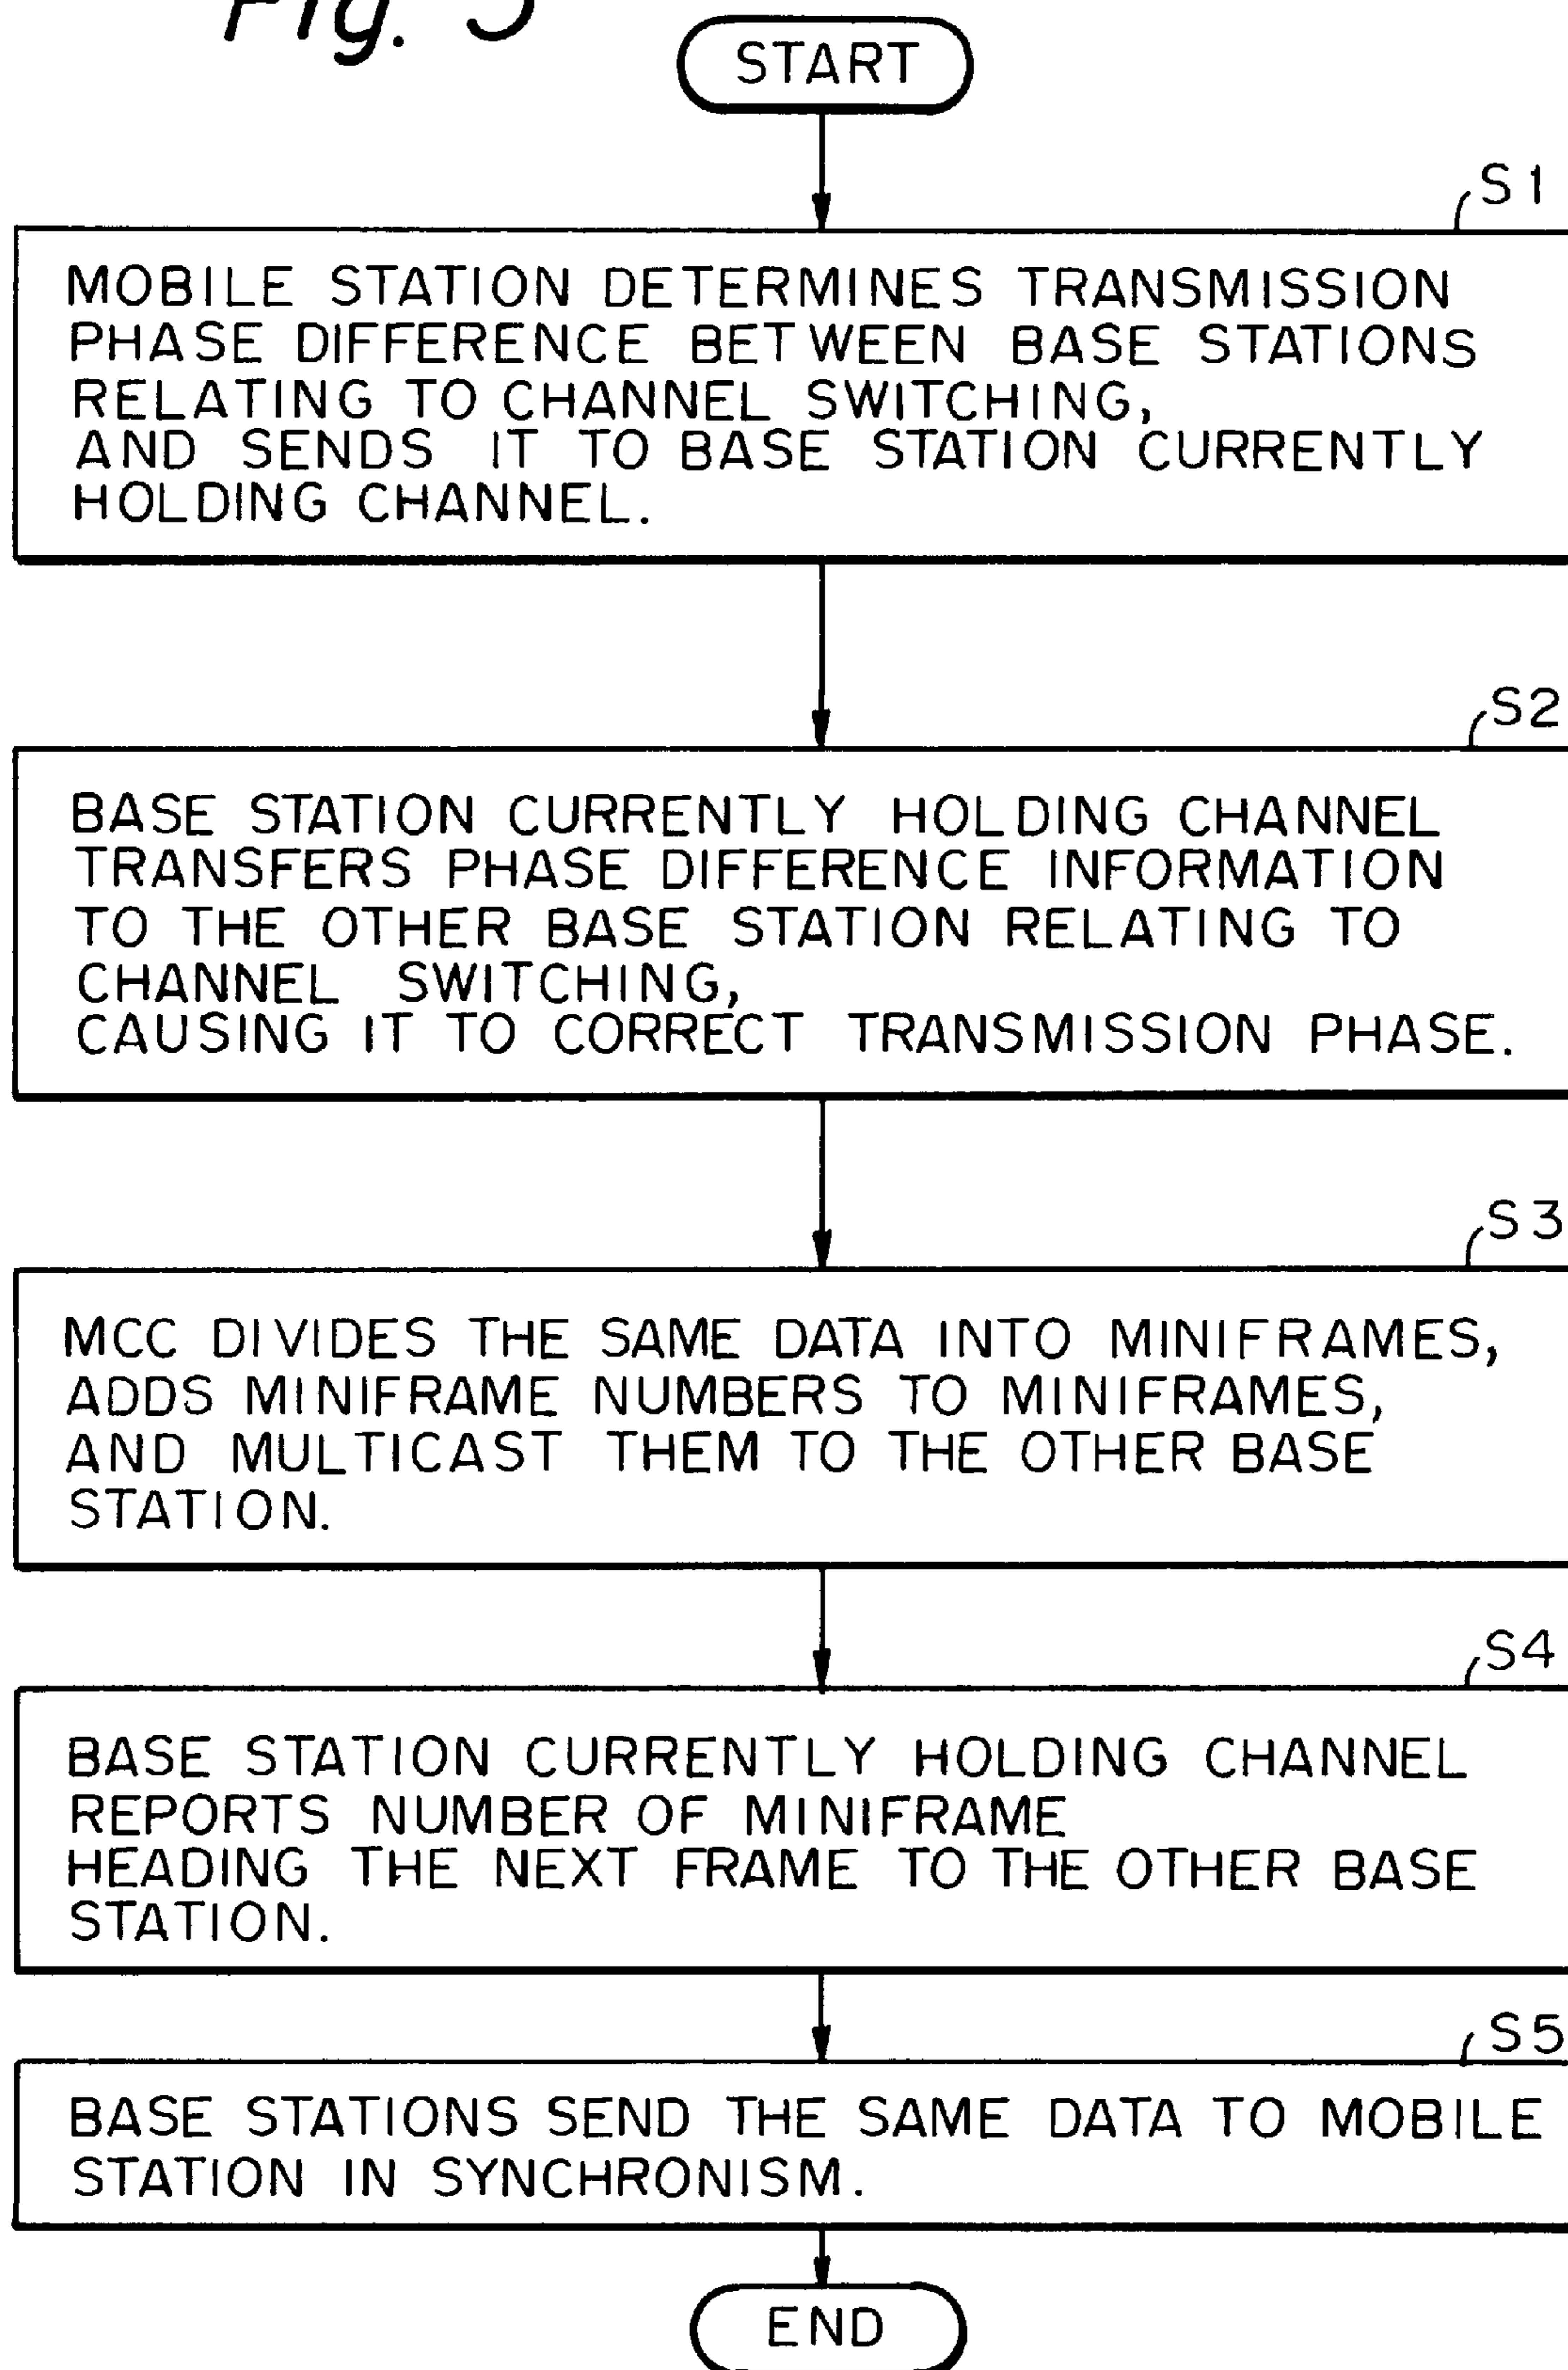 Fig. 5
START
S1
MOBILE STATION DETERMINES TRANSMISSION
PHASE DIFFERENCE BETWEEN BASE STATIONS
RELATING TO CHANNEL SWITCHING,
AND SENDS IT TO BASE STATION CURRENTLY
HOLDING CHANNEL.
S2
BASE STATION CURRENTLY HOLDING CHANNEL
TRANSFERS PHASE DIFFERENCE INFORMATION
TO THE OTHER BASE STATION RELATING TO
CHANNEL SWITCHING,
CAUSING IT TO CORRECT TRANSMISSION PHASE.
S3
MCC DIVIDES THE SAME DATA INTO MINIFRAMES,
ADDS MINIFRAME NUMBERS TO MINIFRAMES,
AND MULTICAST THEM TO THE OTHER BASE
STATION.
S4
BASE STATION CURRENTLY HOLDING CHANNEL
REPORTS NUMBER OF MINIFRAME
HEADING THE NEXT FRAME TO THE OTHER BASE
STATION.
S5
BASE STATIONS SEND THE SAME DATA TO MOBILE
STATION IN SYNCHRONISM.
END